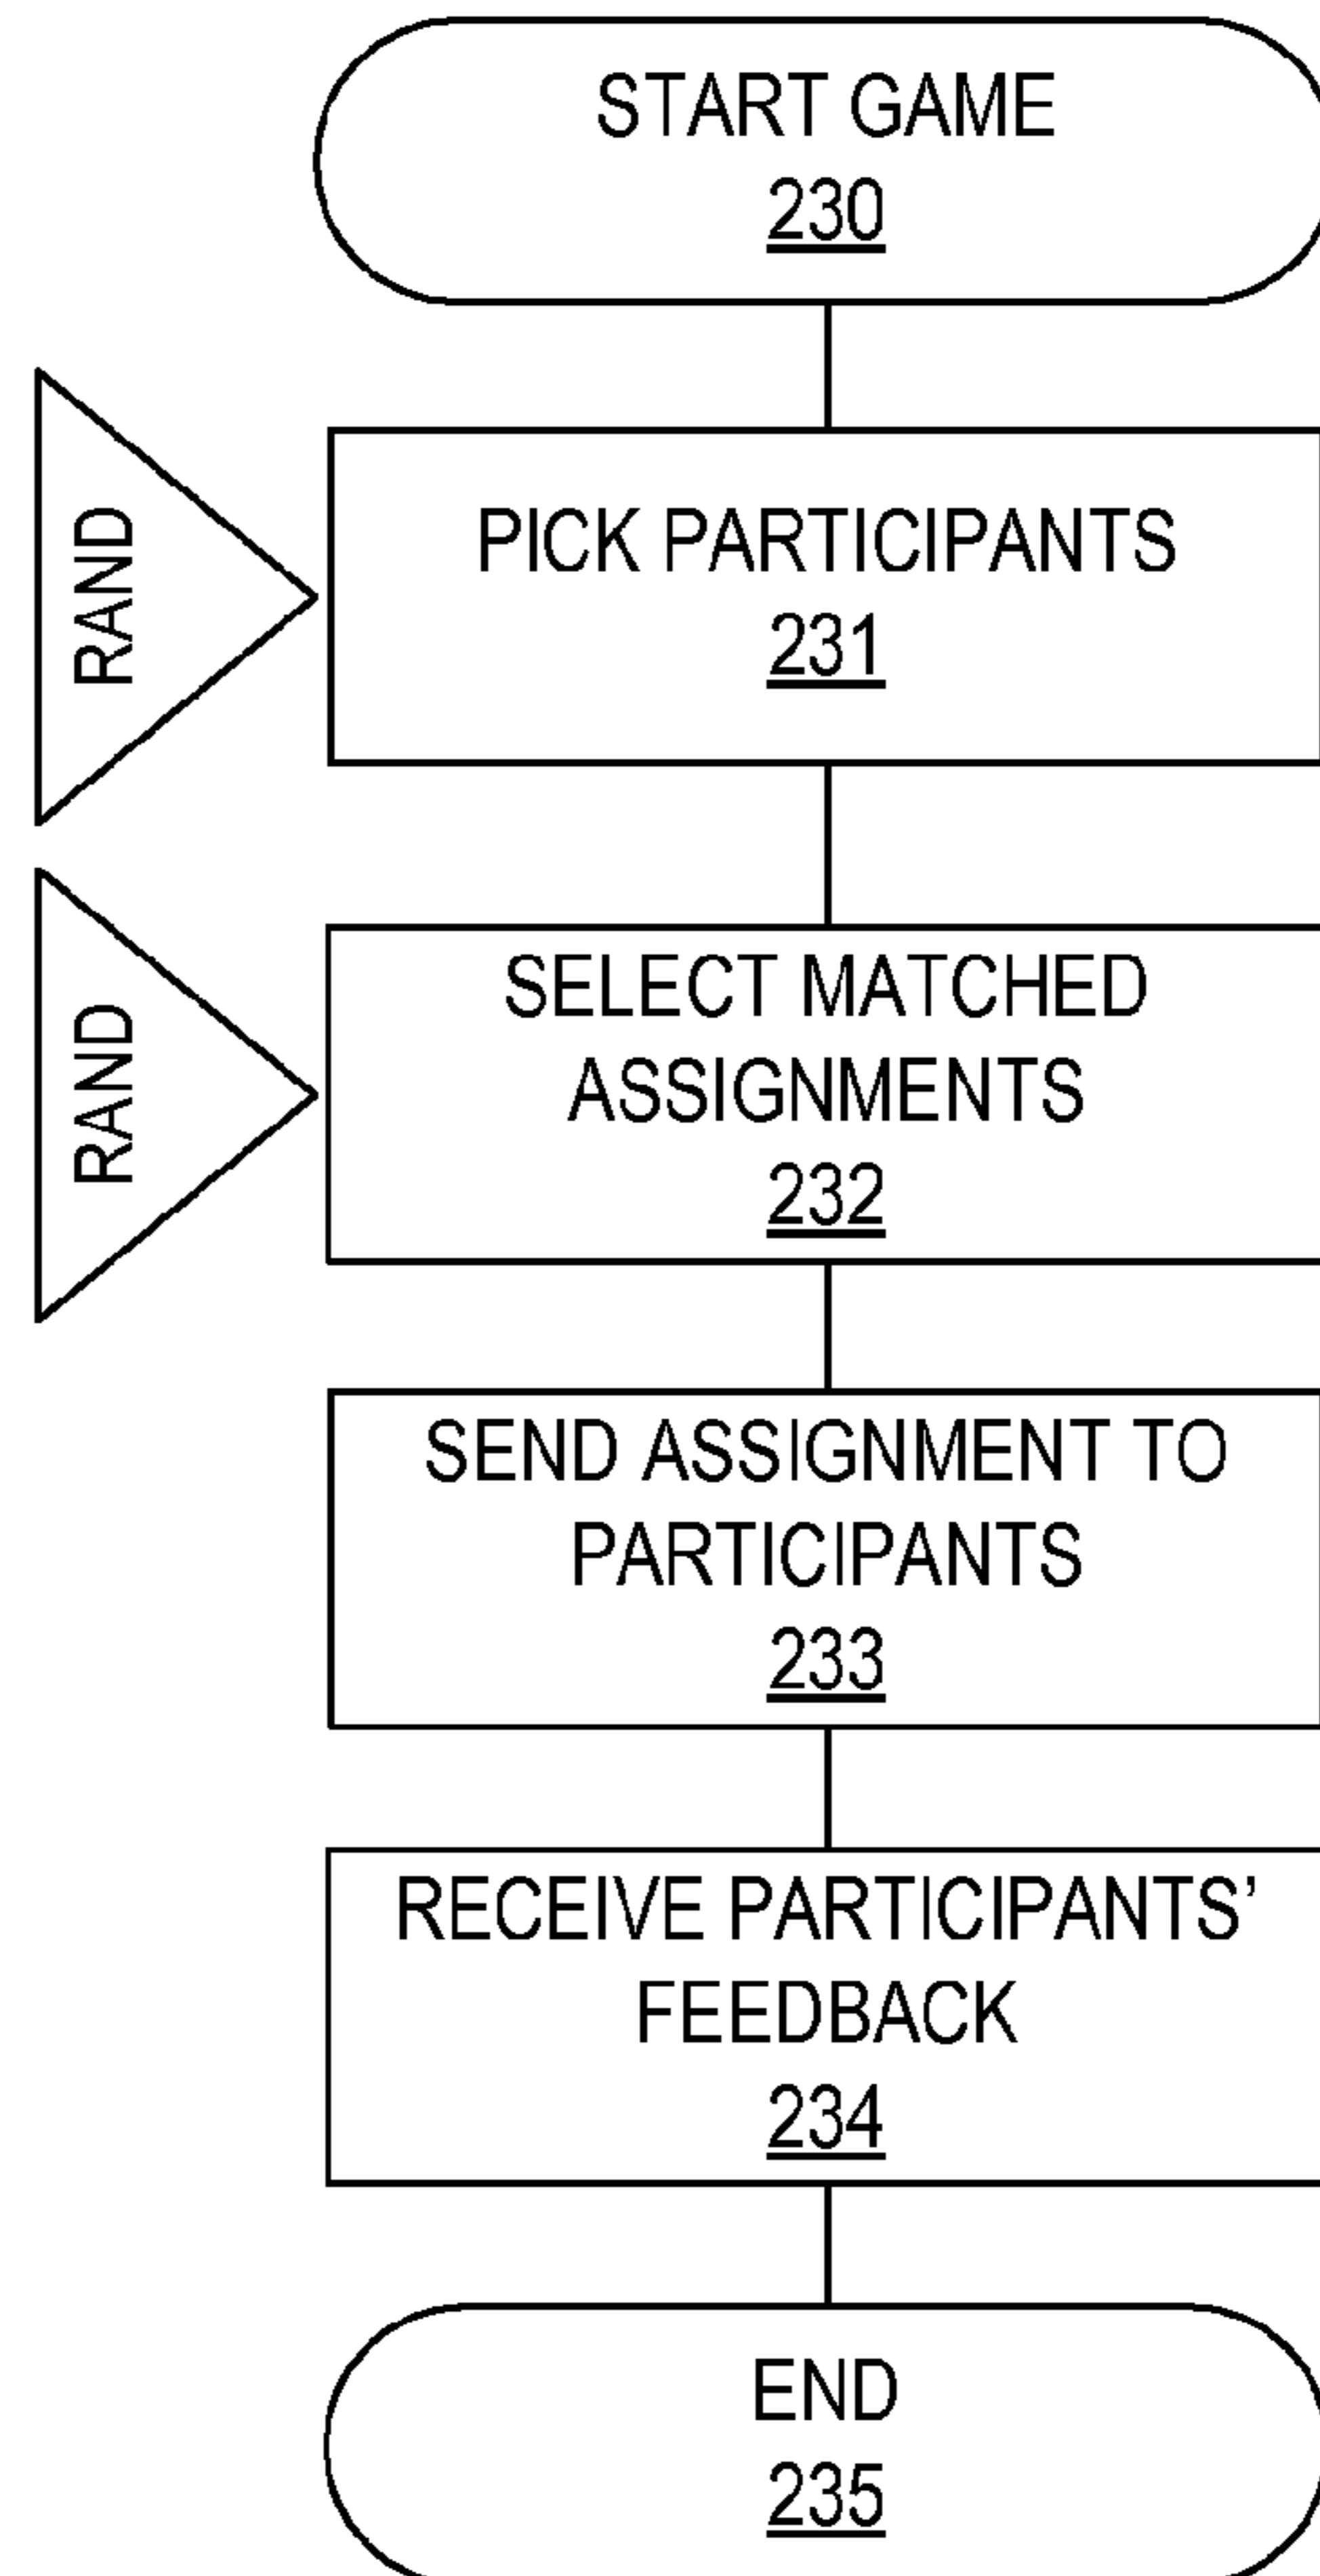 START GAME
230
RAND
PICK PARTICIPANTS
231
RAND
SELECT MATCHED
ASSIGNMENTS
232
SEND ASSIGNMENT TO
PARTICIPANTS
233
RECEIVE PARTICIPANTS’
FEEDBACK
234
END
235